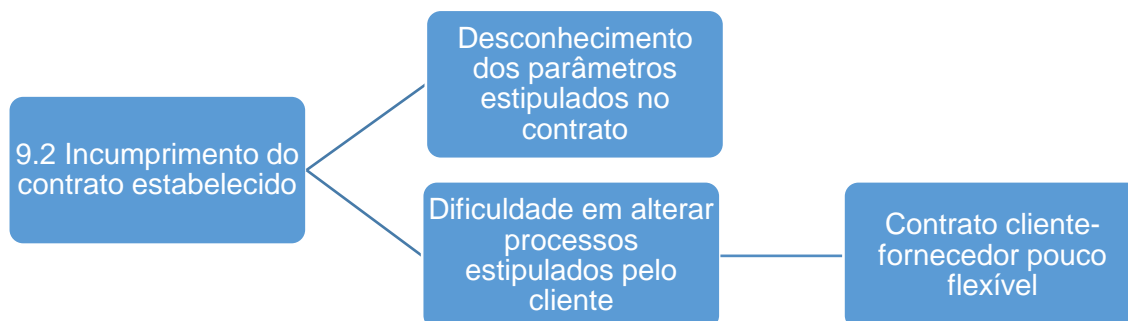 Desconhecimento
dos parâmetros
estipulados no
contrato
9.2 Incumprimento do
contrato estabelecido
Dificuldade em alterar
processos
estipulados pelo
cliente
Contrato cliente-
fornecedor pouco
flexível